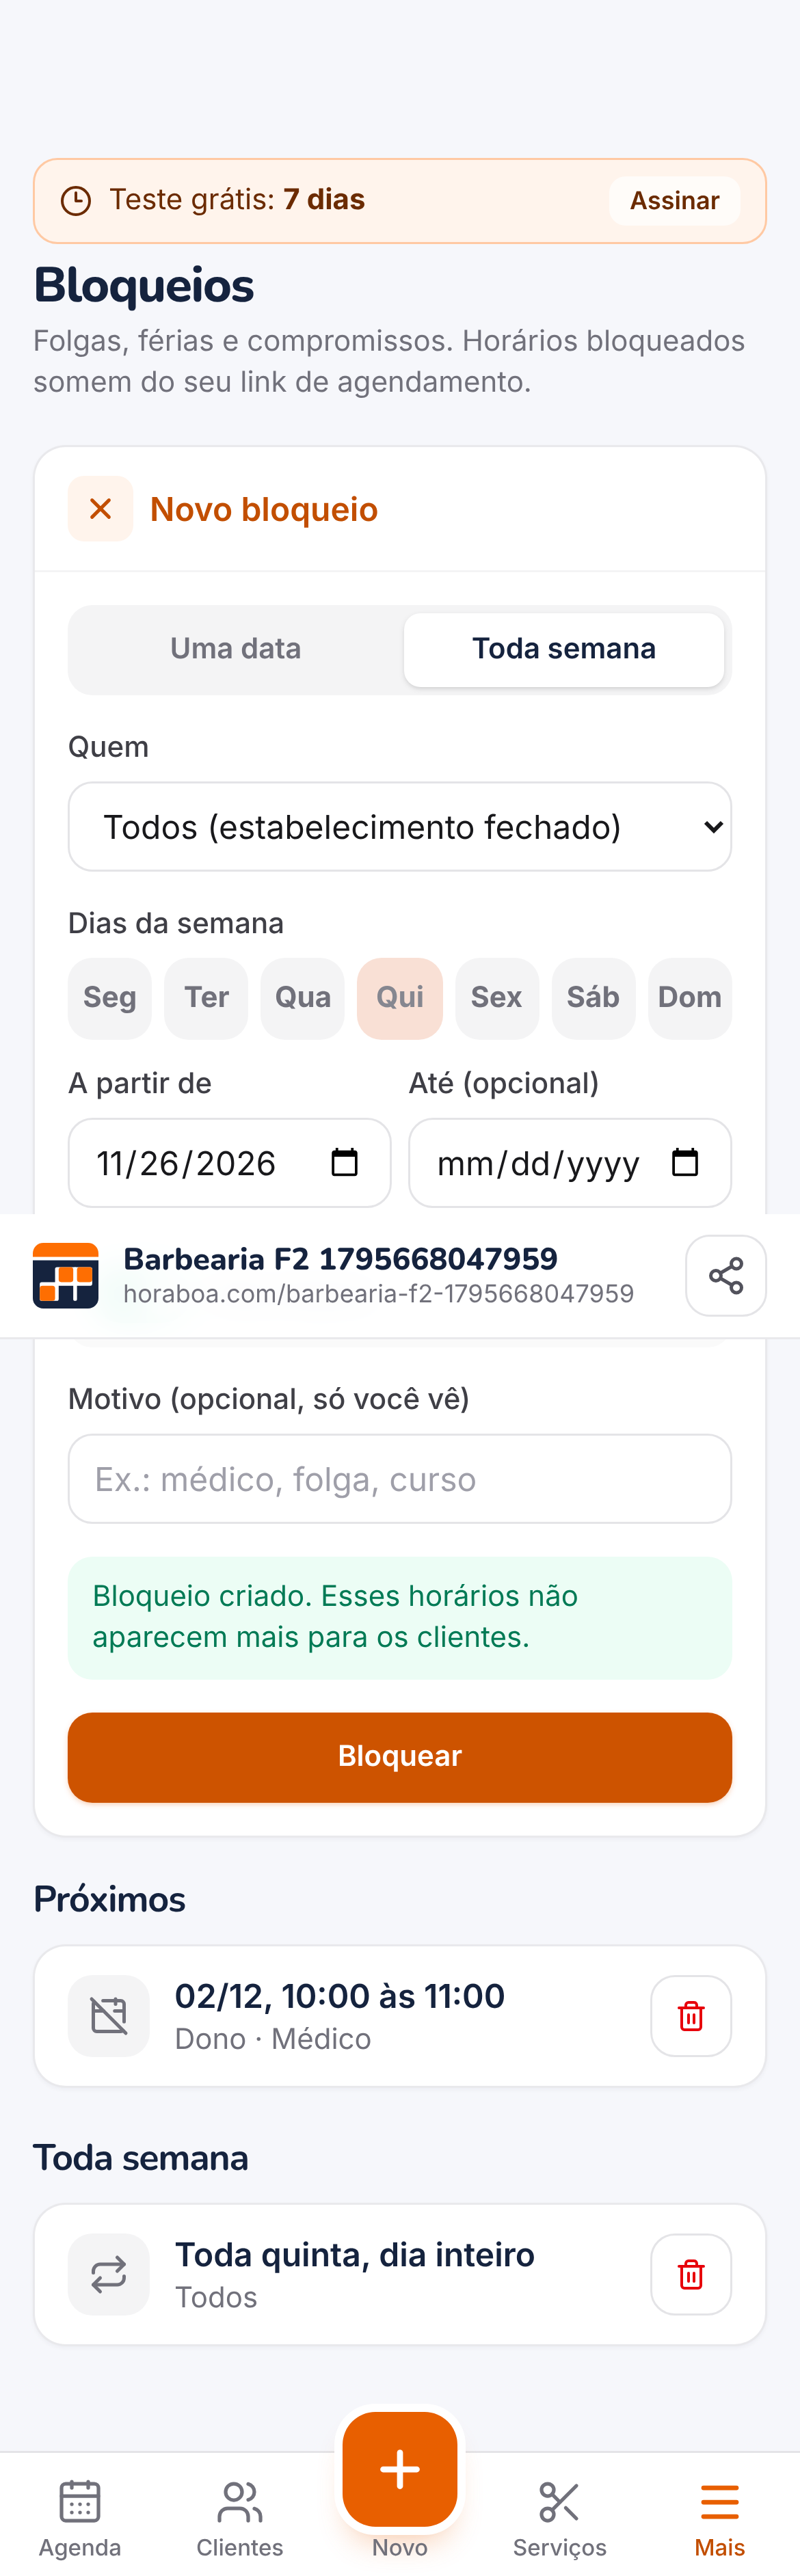 Teste grátis: 7 dias
Assinar
Bloqueios
Folgas, férias e compromissos. Horários bloqueados
somem do seu link de agendamento.
Novo bloqueio
Uma data
Toda semana
Quem
Todos (estabelecimento fechado)
Dias da semana
Seg Ter Qua Qui Sex Sáb Dom
A partir de
Até (opcional)
11/26/2026
mm/dd/yyyy
Barbearia F2 1795668047959
horaboa.com/barbearia-f2-1795668047959
Motivo (opcional, só você vê)
Ex.: médico, folga, curso
Bloqueio criado. Esses horários não
aparecem mais para os clientes.
Bloquear
Próximos
02/12, 10:00 às 11:00
Dono · Médico
Toda semana
Toda quinta, dia inteiro
Todos
Agenda
Clientes
Novo
Serviços
Mais